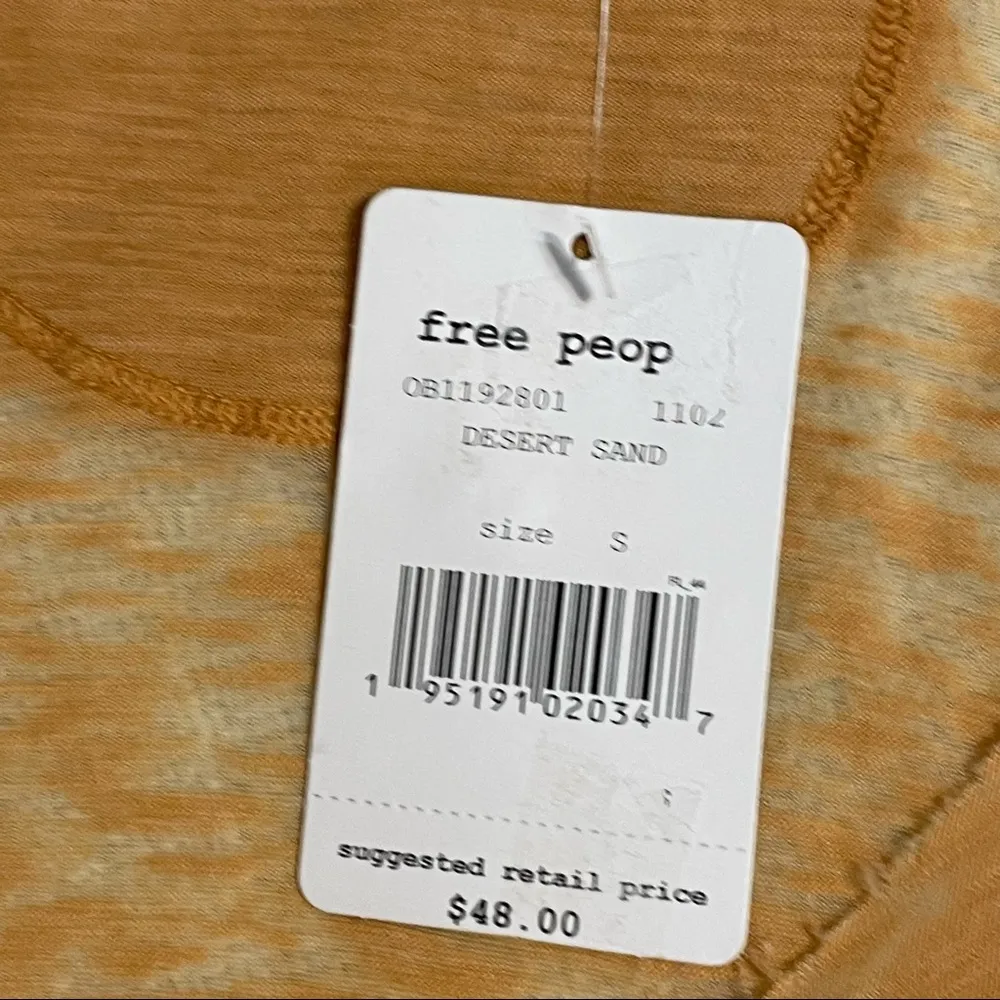 free peop
OB1192801 1102
DESERT SAND
size S
1 95191 02034 7
suggested retail price
$48.00